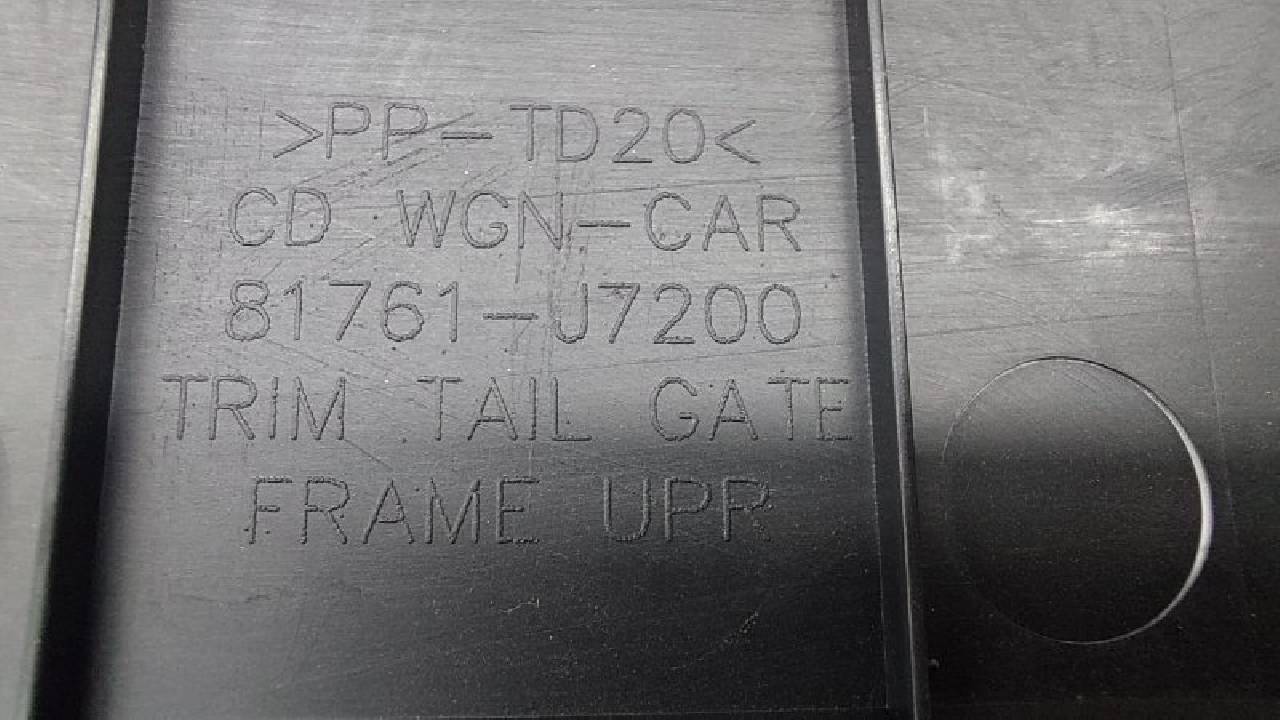 >PP-TD20<
CD WGN-CAR
81761-J7200
TRIM TAIL GATE
FRAME UPR